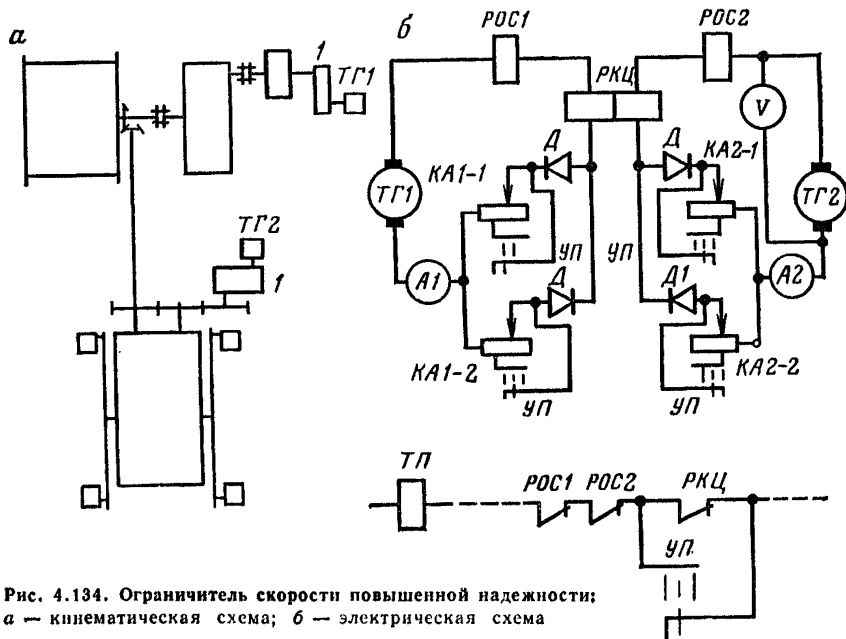 а
1
ТГ1
ТГ2
1
б
РОС1
РОС2
РКЦ
V
Д
Д
КА1-1
КА2-1
ТГ1
ТГ2
УП
УП
А1
Д
Д1
А2
КА1-2
КА2-2
УП
УП
ТП
РОС1
РОС2
РКЦ
УП
Рис. 4.134. Ограничитель скорости повышенной надежности;
а — кинематическая схема; б — электрическая схема